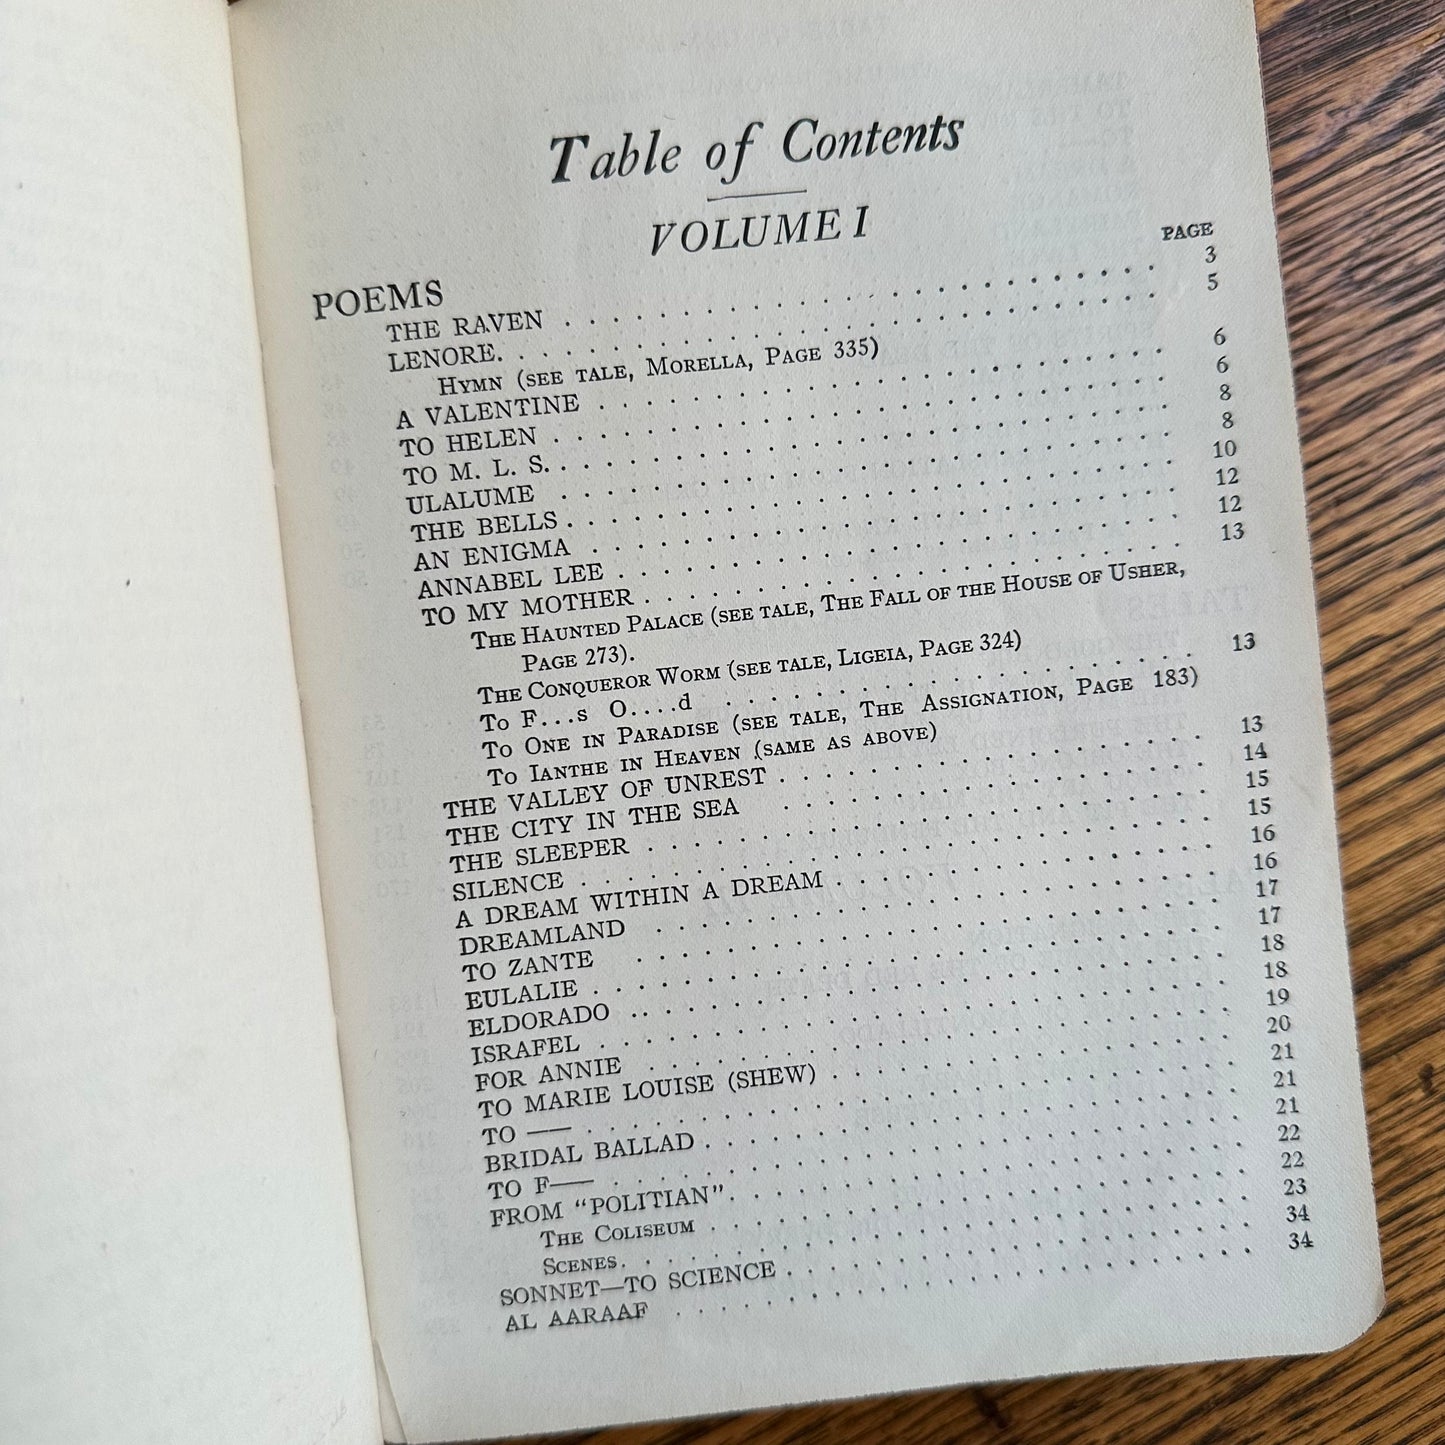 Table of Contents
VOLUME I
PAGE
POEMS
THE RAVEN . . . . . . . . . . . . . . . . . . . 3
LENORE. . . . . . . . . . . . . . . . . . . . . 5
HYMN (SEE TALE, MORELLA, PAGE 335)
A VALENTINE . . . . . . . . . . . . . . . . . . 6
TO HELEN . . . . . . . . . . . . . . . . . . . . 6
TO M. L. S. . . . . . . . . . . . . . . . . . . . 8
ULALUME . . . . . . . . . . . . . . . . . . . . 8
THE BELLS . . . . . . . . . . . . . . . . . . . . 10
AN ENIGMA . . . . . . . . . . . . . . . . . . . 12
ANNABEL LEE . . . . . . . . . . . . . . . . . . 12
TO MY MOTHER . . . . . . . . . . . . . . . . . 13
THE HAUNTED PALACE (SEE TALE, THE FALL OF THE HOUSE OF USHER,
PAGE 273).
THE CONQUEROR WORM (SEE TALE, LIGEIA, PAGE 324)
TO F...s O....d . . . . . . . . . . . . . . . 13
TO ONE IN PARADISE (SEE TALE, THE ASSIGNATION, PAGE 183)
TO IANTHE IN HEAVEN (SAME AS ABOVE)
THE VALLEY OF UNREST . . . . . . . . . . . . . . 13
THE CITY IN THE SEA . . . . . . . . . . . . . . 14
THE SLEEPER . . . . . . . . . . . . . . . . . . 15
SILENCE . . . . . . . . . . . . . . . . . . . . 15
A DREAM WITHIN A DREAM . . . . . . . . . . . . 16
DREAMLAND . . . . . . . . . . . . . . . . . . 16
TO ZANTE . . . . . . . . . . . . . . . . . . . 17
EULALIE . . . . . . . . . . . . . . . . . . . . 17
ELDORADO . . . . . . . . . . . . . . . . . . . 18
ISRAFEL . . . . . . . . . . . . . . . . . . . . 18
FOR ANNIE . . . . . . . . . . . . . . . . . . . 19
TO MARIE LOUISE (SHEW) . . . . . . . . . . . . 20
TO —— . . . . . . . . . . . . . . . . . . . . 21
BRIDAL BALLAD . . . . . . . . . . . . . . . . . 21
TO F—— . . . . . . . . . . . . . . . . . . . . 21
FROM "POLITIAN". . . . . . . . . . . . . . . . . 22
THE COLISEUM . . . . . . . . . . . . . . . . . 22
SCENES. . . . . . . . . . . . . . . . . . . . 23
SONNET—TO SCIENCE . . . . . . . . . . . . . . 34
AL AARAAF . . . . . . . . . . . . . . . . . . . 34